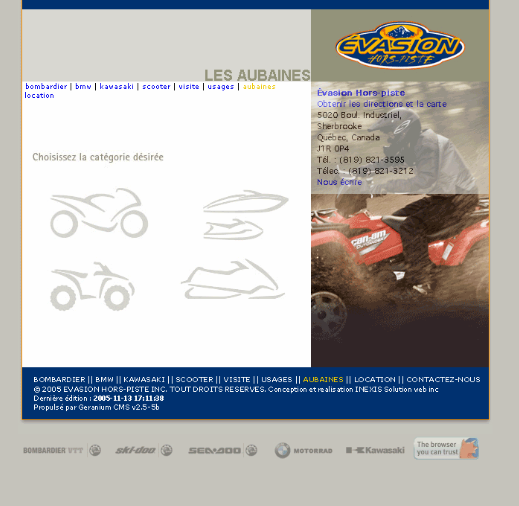 ÉVASION
HORS-PISTE
LES AUBAINES
bombardier | bmw | kawasaki | scooter | visite | usages | aubaines
location
Évasion Hors-piste
Obtenir les directions et la carte
5020 Boul. Industriel,
Sherbrooke
Québec, Canada
J1R 0P4
Tél. : (819) 821-3595
Téléc. : (819) 821-3212
Nous écrire
Choisissez la catégorie désirée
can-am
BOMBARDIER || BMW || KAWASAKI || SCOOTER || VISITE || USAGES || AUBAINES || LOCATION || CONTACTEZ-NOUS
© 2005 EVASION HORS-PISTE INC. TOUT DROITS RESERVES. Conception et realisation INEXIS Solution web inc
Dernière édition : 2005-11-13 17:11:38
Propulsé par Geranium CMS v2.5-5b
BOMBARDIER VTT
ski-doo
SEA-DOO
BMW MOTORRAD
Kawasaki
The browser
you can trust